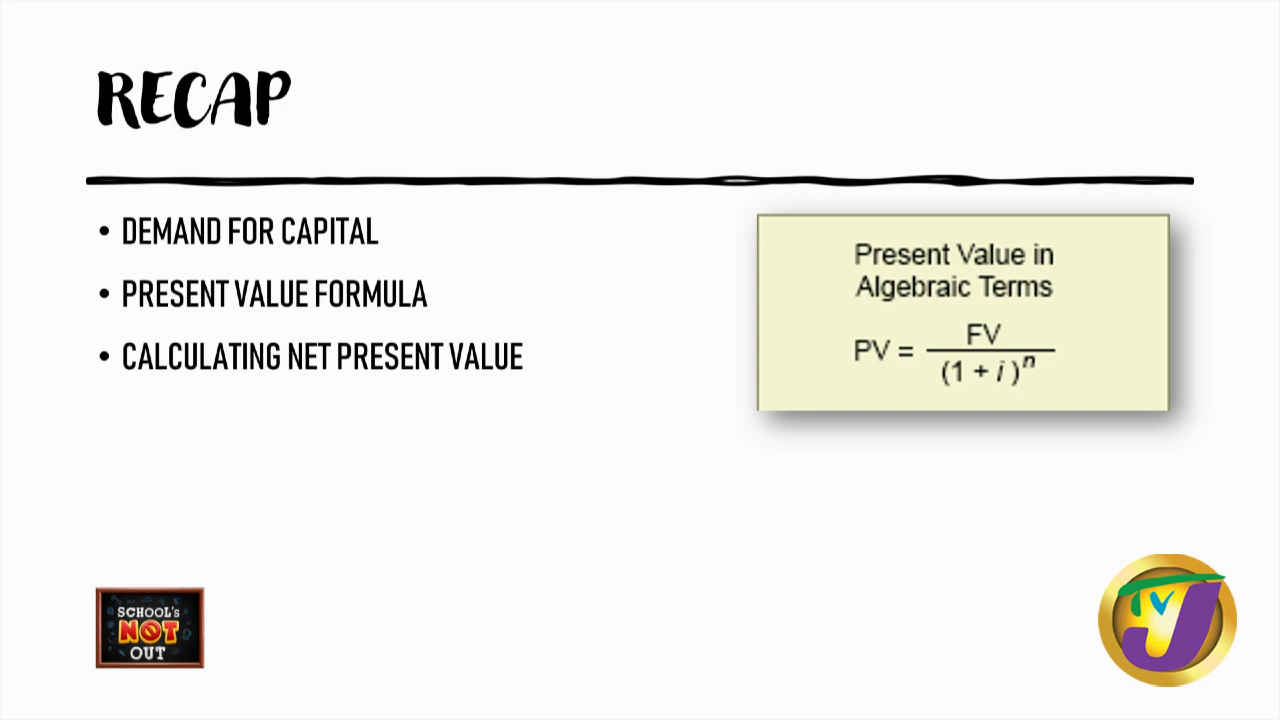 RECAP
• DEMAND FOR CAPITAL
• PRESENT VALUE FORMULA
• CALCULATING NET PRESENT VALUE
Present Value in
Algebraic Terms
PV = FV / (1 + i)^n
SCHOOL'S
NOT
OUT
TVJ